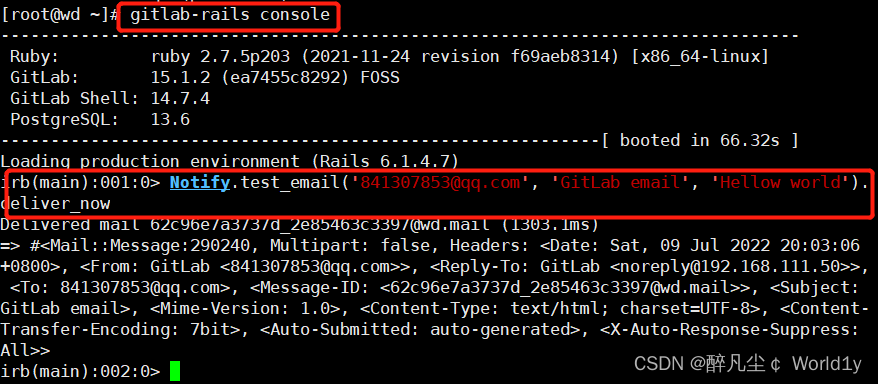 [root@wd ~]# gitlab-rails console
--------------------------------------------------------------------------------
Ruby:         ruby 2.7.5p203 (2021-11-24 revision f69aeb8314) [x86_64-linux]
GitLab:       15.1.2 (ea7455c8292) FOSS
GitLab Shell: 14.7.4
PostgreSQL:   13.6
------------------------------------------------------------[ booted in 66.32s ]
Loading production environment (Rails 6.1.4.7)
irb(main):001:0> Notify.test_email('841307853@qq.com', 'GitLab email', 'Hellow world').
deliver_now
Delivered mail 62c96e7a3737d_2e85463c3397@wd.mail (1303.1ms)
=> #<Mail::Message:290240, Multipart: false, Headers: <Date: Sat, 09 Jul 2022 20:03:06
+0800>, <From: GitLab <841307853@qq.com>>, <Reply-To: GitLab <noreply@192.168.111.50>>,
<To: 841307853@qq.com>, <Message-ID: <62c96e7a3737d_2e85463c3397@wd.mail>>, <Subject:
GitLab email>, <Mime-Version: 1.0>, <Content-Type: text/html; charset=UTF-8>, <Content-
Transfer-Encoding: 7bit>, <Auto-Submitted: auto-generated>, <X-Auto-Response-Suppress:
All>>
irb(main):002:0>
CSDN @醉凡尘￠ World1y